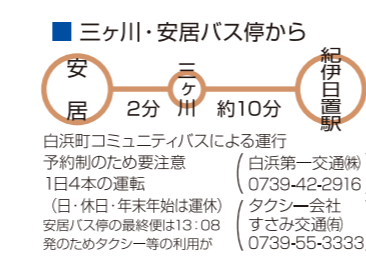 ■ 三ヶ川・安居バス停から
安居
三ヶ川
紀伊日置駅
2分
約10分
白浜町コミュニティバスによる運行
予約制のため要注意
1日4本の運転
(日・休日・年末年始は運休)
安居バス停の最終便は13:08
発のためタクシー等の利用が
白浜第一交通㈱
0739-42-2916
タクシー会社
すさみ交通㈲
0739-55-3333